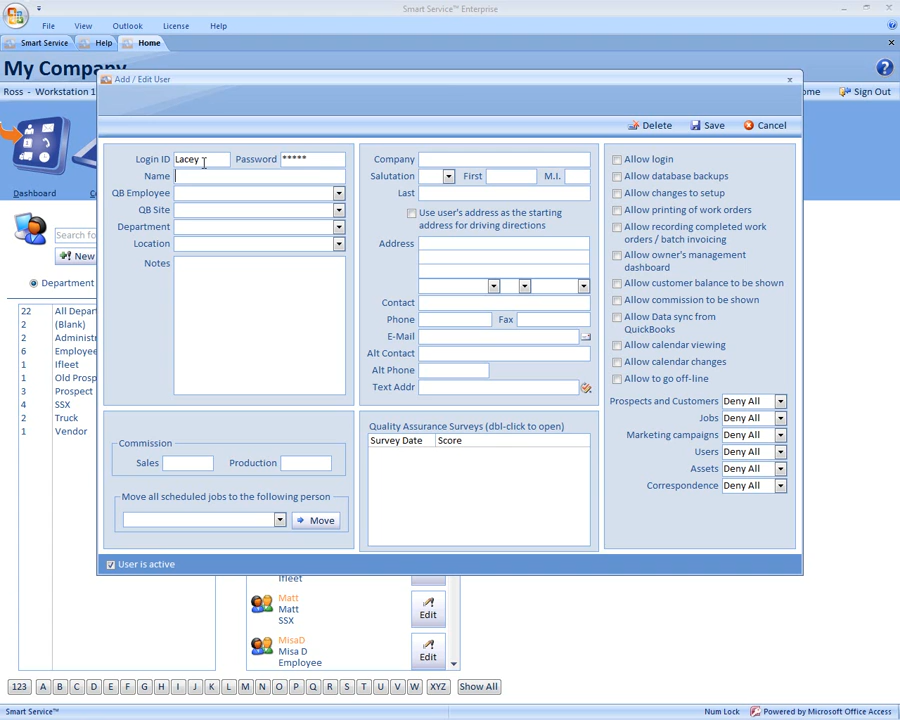 Smart Service™ Enterprise
File View Outlook License Help
Smart Service Help Home
My Company
Ross - Workstation 1
ome Sign Out
Add / Edit User
Delete Save Cancel
Dashboard
Search fo
New
Department
22 All Depar
2 (Blank)
2 Administ
6 Employee
1 Ifleet
1 Old Prosp
3 Prospect
4 SSX
2 Truck
1 Vendor
Login ID Lacey Password *****
Name
QB Employee
QB Site
Department
Location
Notes
Commission
Sales Production
Move all scheduled jobs to the following person
Move
User is active
Company
Salutation First M.I.
Last
Use user's address as the starting
address for driving directions
Address
Contact
Phone Fax
E-Mail
Alt Contact
Alt Phone
Text Addr
Quality Assurance Surveys (dbl-click to open)
Survey Date Score
Allow login
Allow database backups
Allow changes to setup
Allow printing of work orders
Allow recording completed work
orders / batch invoicing
Allow owner's management
dashboard
Allow customer balance to be shown
Allow commission to be shown
Allow Data sync from
QuickBooks
Allow calendar viewing
Allow calendar changes
Allow to go off-line
Prospects and Customers Deny All
Jobs Deny All
Marketing campaigns Deny All
Users Deny All
Assets Deny All
Correspondence Deny All
Ifleet
Matt
Matt
SSX
Edit
MisaD
Misa D
Employee
Edit
123 A B C D E F G H I J K L M N O P Q R S T U V W XYZ Show All
Smart Service™ Num Lock Powered by Microsoft Office Access